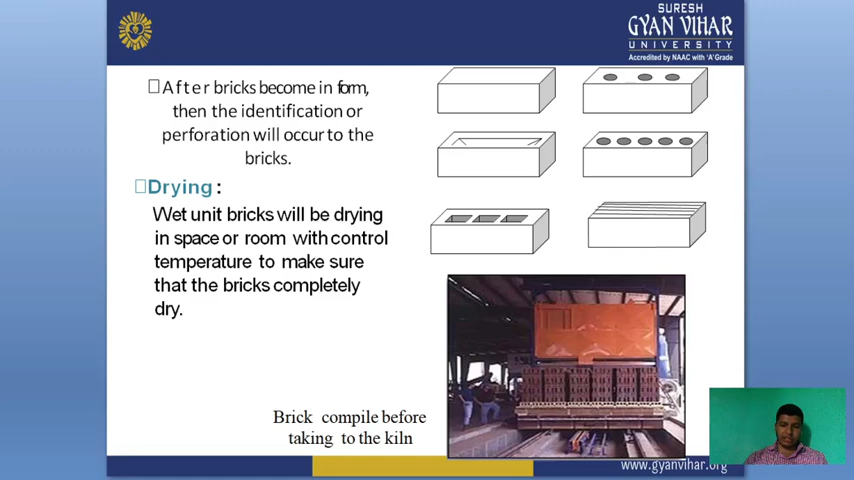 SURESH
GYAN VIHAR
UNIVERSITY
Accredited by NAAC with 'A' Grade
After bricks become in form,
then the identification or
perforation will occur to the
bricks.
Drying :
Wet unit bricks will be drying
in space or room with control
temperature to make sure
that the bricks completely
dry.
Brick compile before
taking to the kiln
www.gyanvihar.org